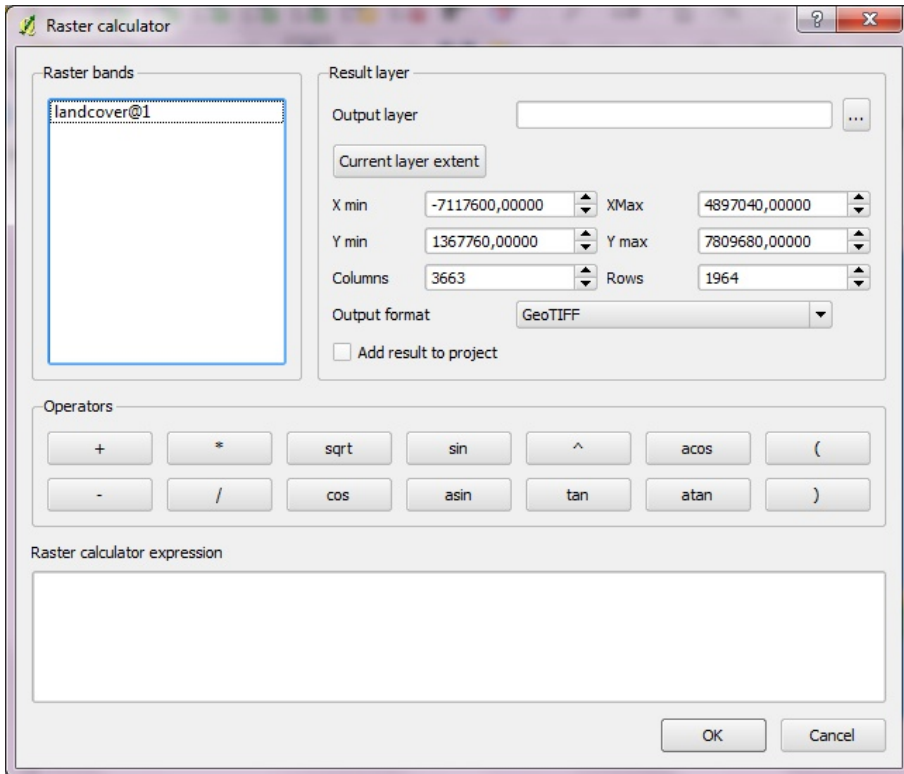 Raster calculator
Raster bands
landcover@1
Result layer
Output layer
...
Current layer extent
X min -7117600,00000 XMax 4897040,00000
Y min 1367760,00000 Y max 7809680,00000
Columns 3663 Rows 1964
Output format GeoTIFF
Add result to project
Operators
+ * sqrt sin ^ acos (
- / cos asin tan atan )
Raster calculator expression
OK Cancel